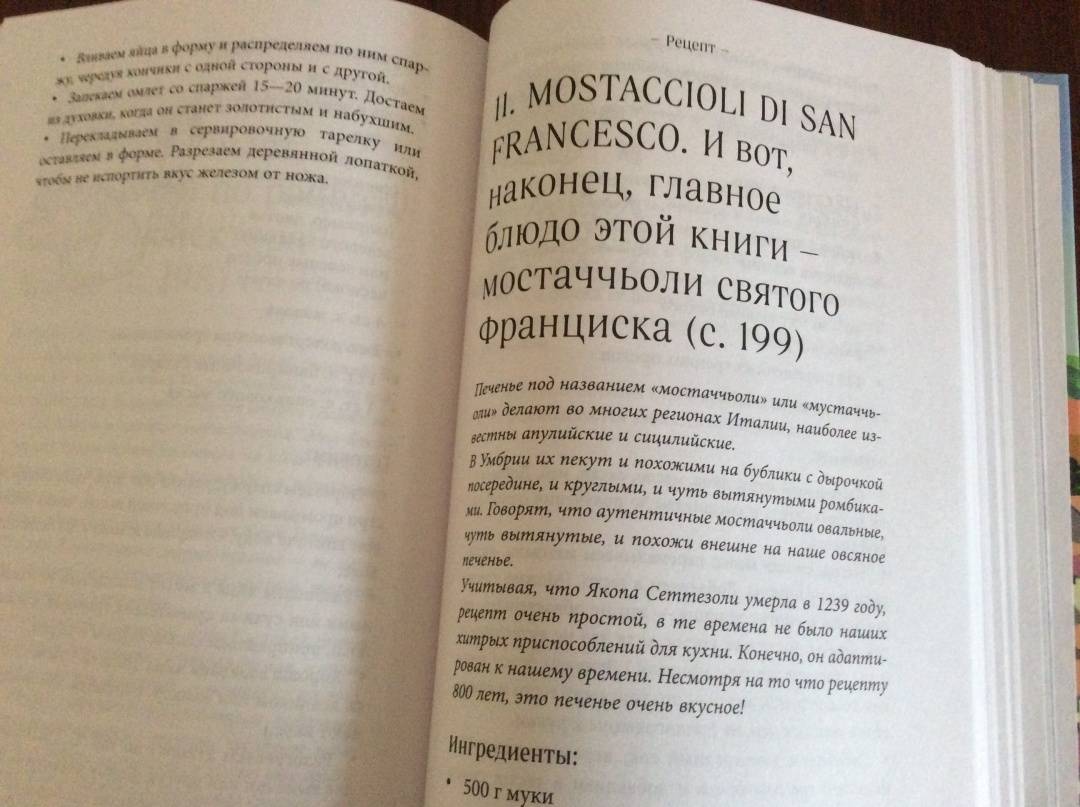 • Вливаем яйца в форму и распределяем по ним спар-
жу, чередуя кончики с одной стороны и с другой.
• Запекаем омлет со спаржей 15—20 минут. Достаем
из духовки, когда он станет золотистым и набухшим.
• Перекладываем в сервировочную тарелку или
оставляем в форме. Разрезаем деревянной лопаткой,
чтобы не испортить вкус железом от ножа.
– Рецепт –
11. MOSTACCIOLI DI SAN
FRANCESCO. И вот,
наконец, главное
блюдо этой книги –
мостаччьоли святого
Франциска (с. 199)
Печенье под названием «мостаччьоли» или «мустаччь-
оли» делают во многих регионах Италии, наиболее из-
вестны апулийские и сицилийские.
В Умбрии их пекут и похожими на бублики с дырочкой
посередине, и круглыми, и чуть вытянутыми ромбика-
ми. Говорят, что аутентичные мостаччьоли овальные,
чуть вытянутые, и похожи внешне на наше овсяное
печенье.
Учитывая, что Якопа Сеттезоли умерла в 1239 году,
рецепт очень простой, в те времена не было наших
хитрых приспособлений для кухни. Конечно, он адапти-
рован к нашему времени. Несмотря на то что рецепту
800 лет, это печенье очень вкусное!
Ингредиенты:
• 500 г муки